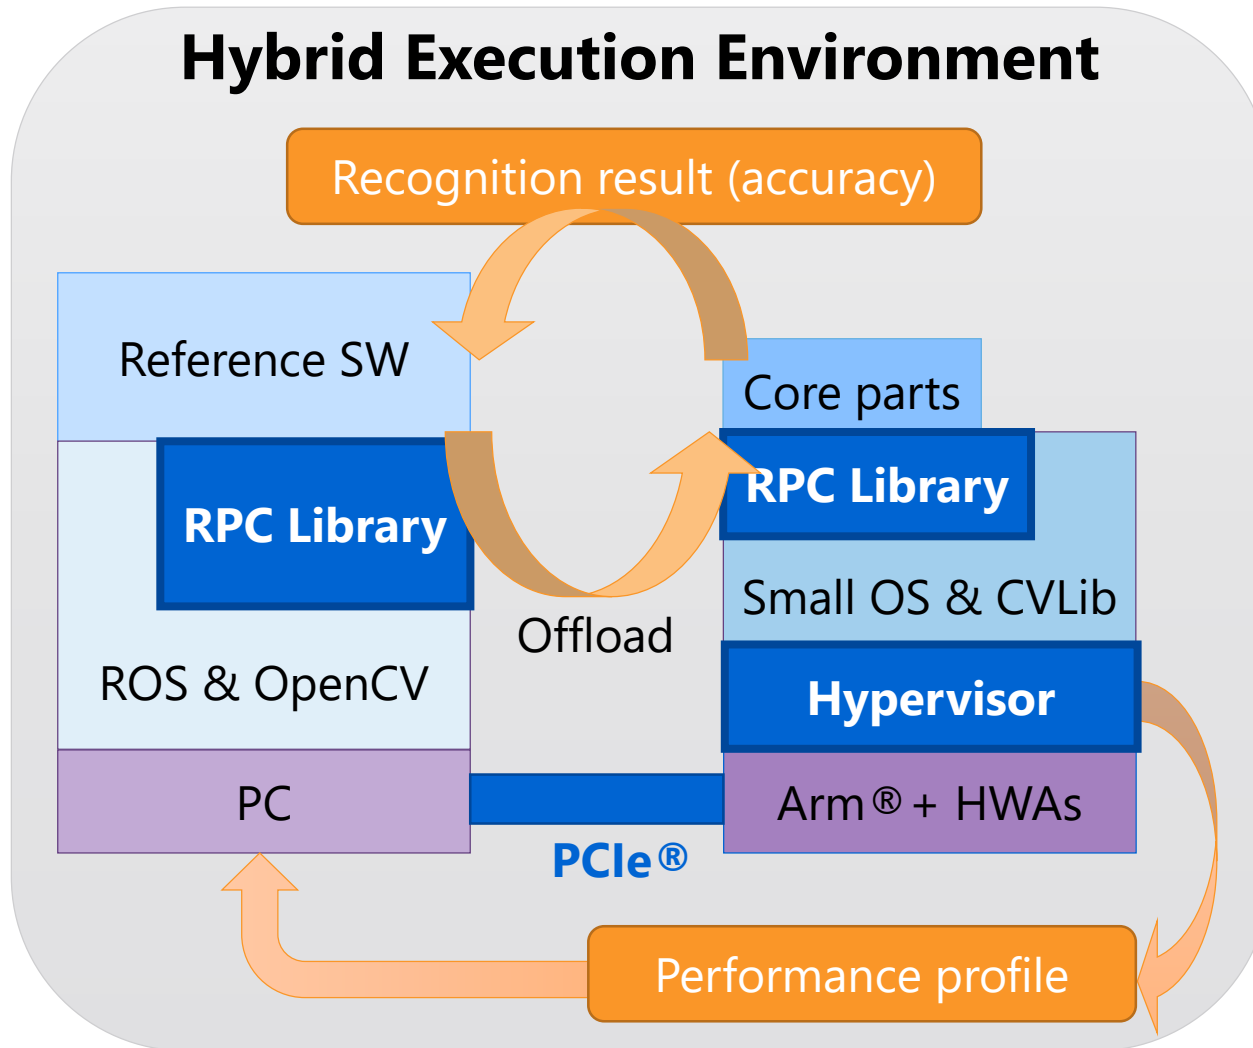 Hybrid Execution Environment
Recognition result (accuracy)
Reference SW
Core parts
RPC Library
RPC Library
Small OS & CVLib
Offload
ROS & OpenCV
Hypervisor
PC
Arm® + HWAs
PCIe®
Performance profile